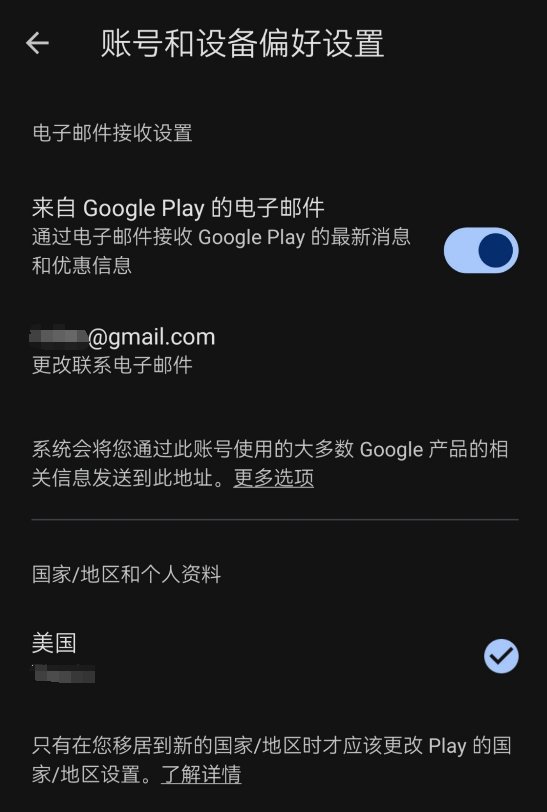 账号和设备偏好设置
电子邮件接收设置
来自 Google Play 的电子邮件
通过电子邮件接收 Google Play 的最新消息
和优惠信息
@gmail.com
更改联系电子邮件
系统会将您通过此账号使用的大多数 Google 产品的相
关信息发送到此地址。更多选项
国家/地区和个人资料
美国
只有在您移居到新的国家/地区时才应该更改 Play 的国
家/地区设置。了解详情